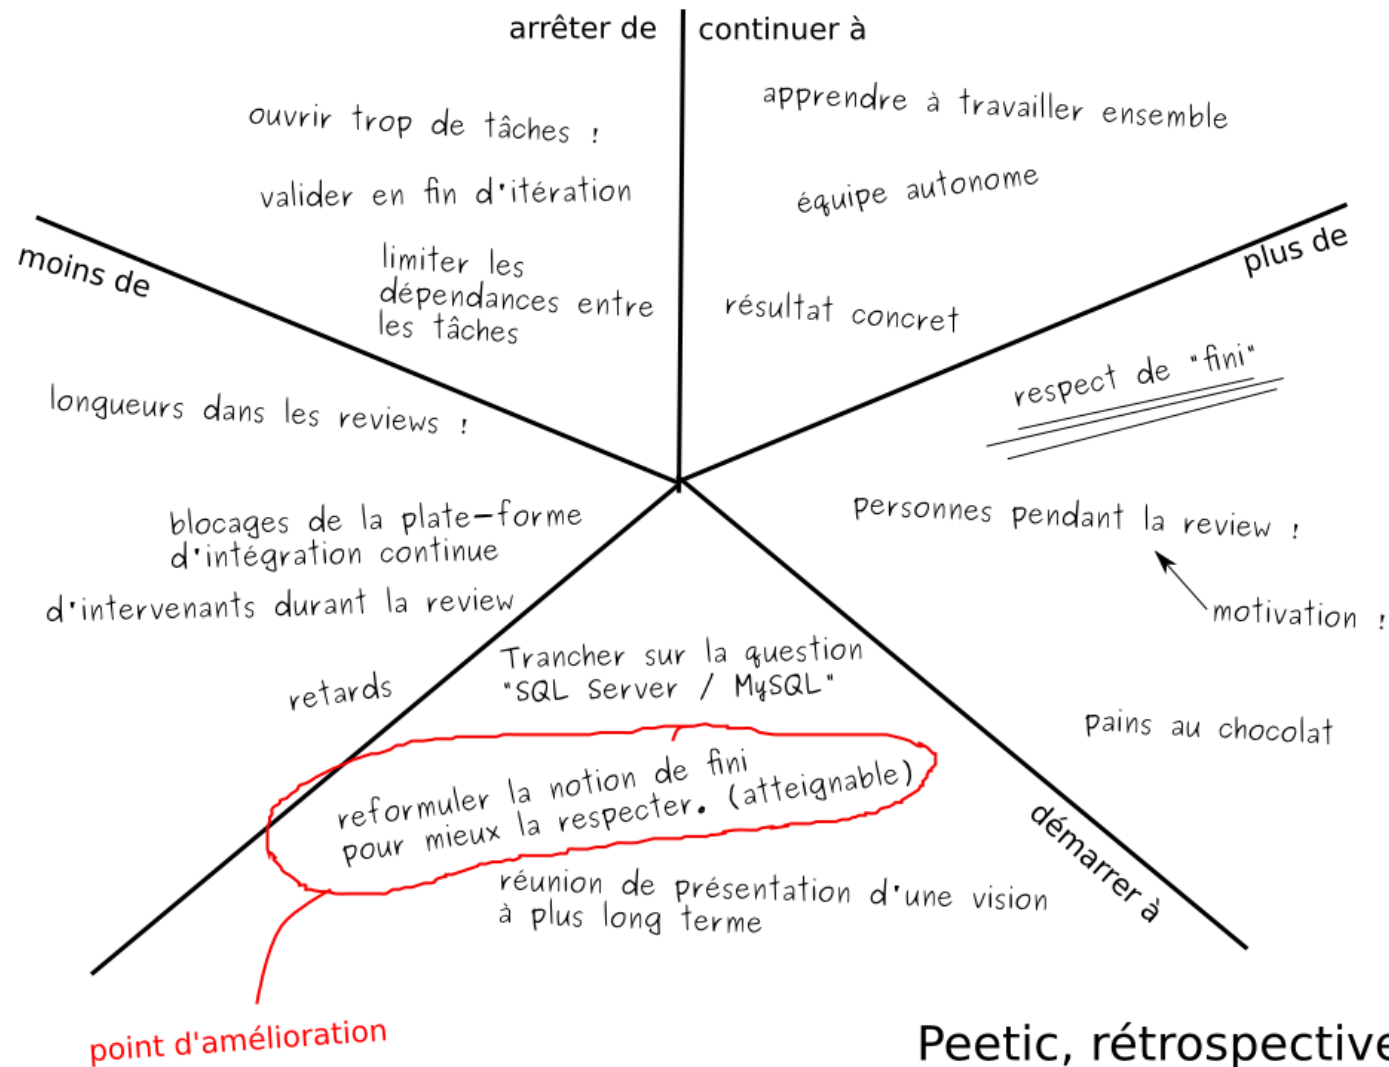 arrêter de
continuer à
ouvrir trop de tâches !
valider en fin d'itération
limiter les
dépendances entre
les tâches
apprendre à travailler ensemble
équipe autonome
résultat concret
moins de
longueurs dans les reviews !
blocages de la plate-forme
d'intégration continue
d'intervenants durant la review
retards
plus de
respect de "fini"
personnes pendant la review !
motivation !
pains au chocolat
démarrer à
Trancher sur la question
"SQL Server / MySQL"
reformuler la notion de fini
pour mieux la respecter. (atteignable)
réunion de présentation d'une vision
à plus long terme
point d'amélioration
Peetic, rétrospective